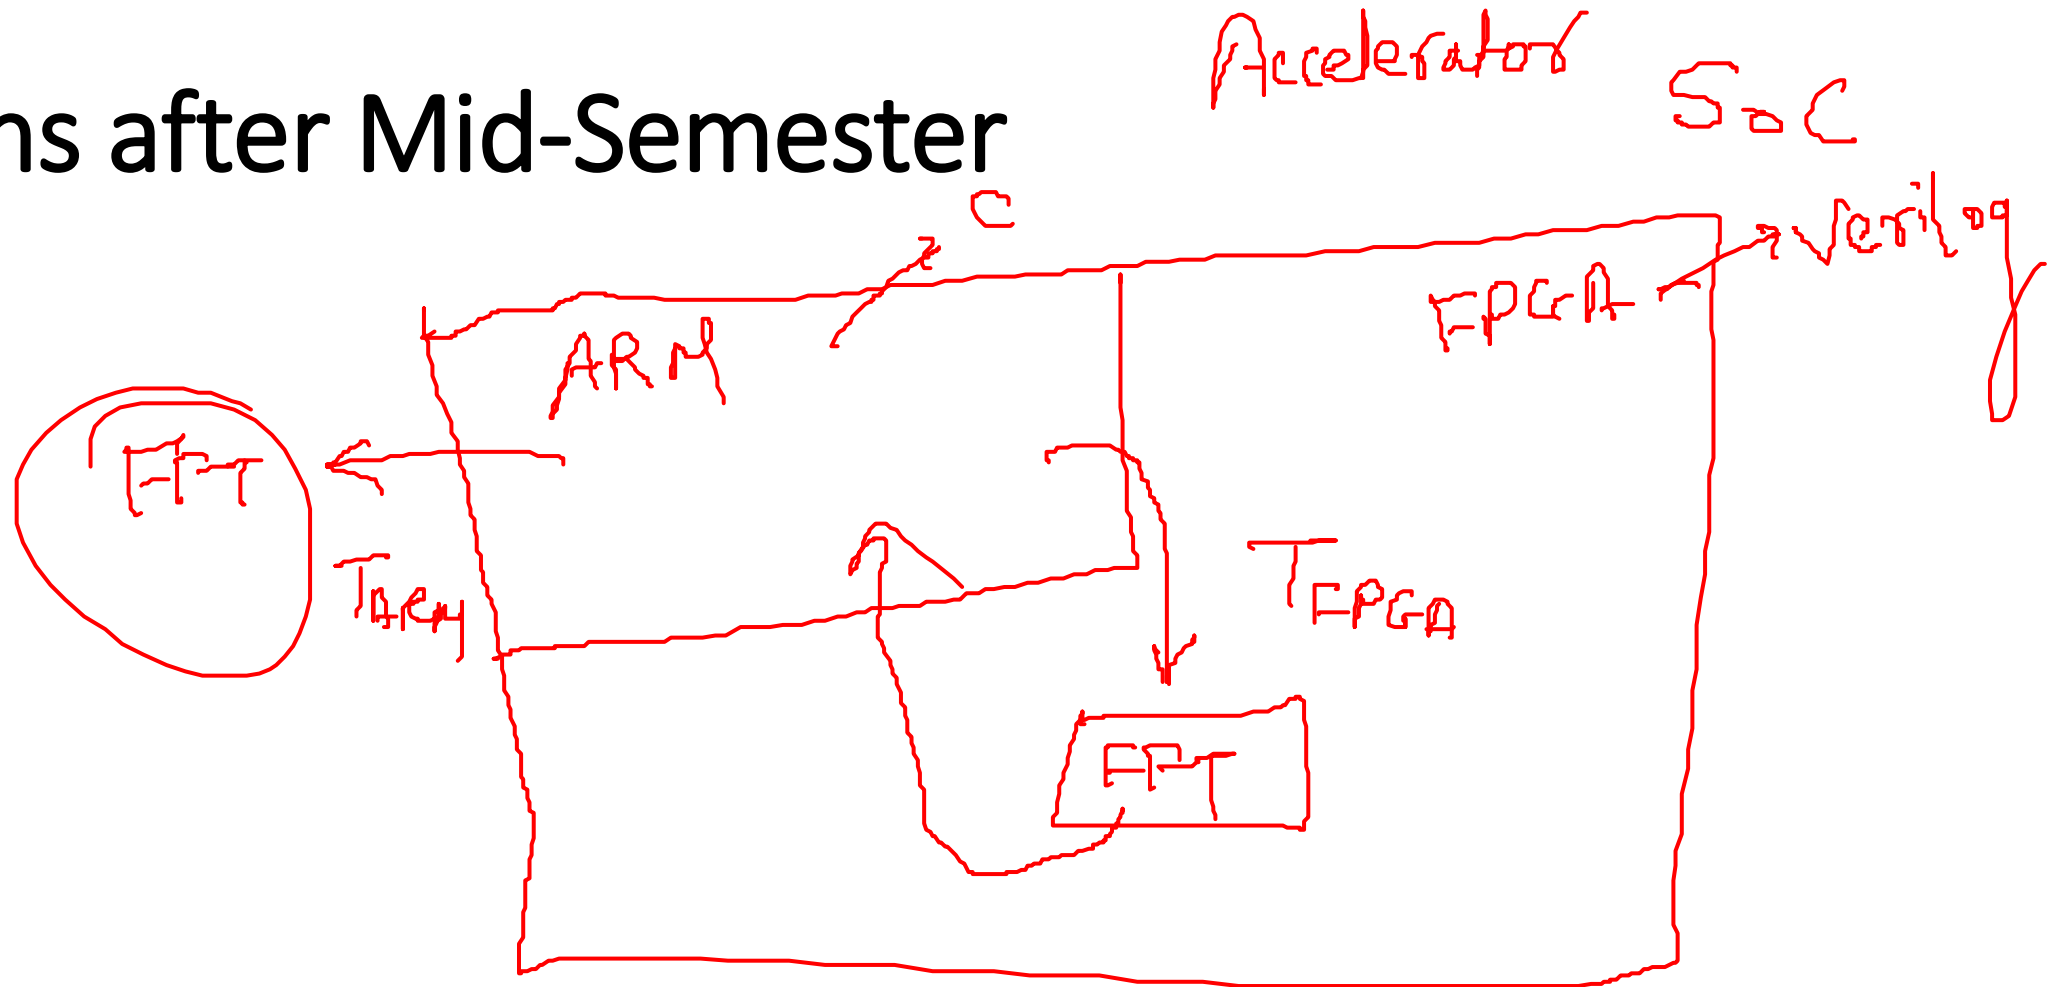 Accelerator
SoC
ns after Mid-Semester
C
Verilog
FPGA
ARM
FFT
TARM
TFPGA
FFT